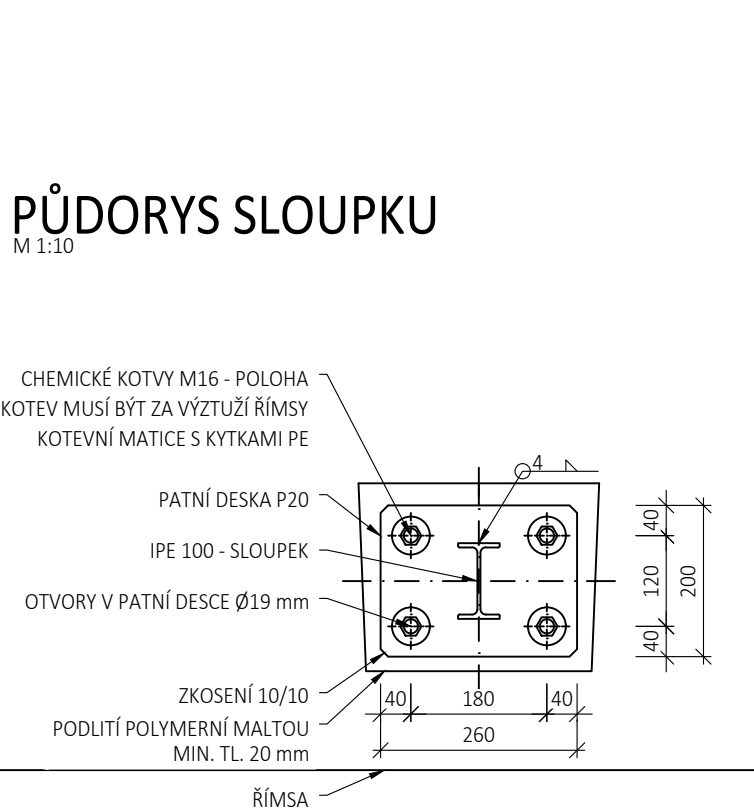 PŮDORYS SLOUPKU
M 1:10
CHEMICKÉ KOTVY M16 - POLOHA
KOTEV MUSÍ BÝT ZA VÝZTUŽÍ ŘÍMSY
KOTEVNÍ MATICE S KYTKAMI PE
4
PATNÍ DESKA P20
IPE 100 - SLOUPEK
OTVORY V PATNÍ DESCE Ø19 mm
40
120
200
40
ZKOSENÍ 10/10
40
180
40
PODLITÍ POLYMERNÍ MALTOU
MIN. TL. 20 mm
260
ŘÍMSA